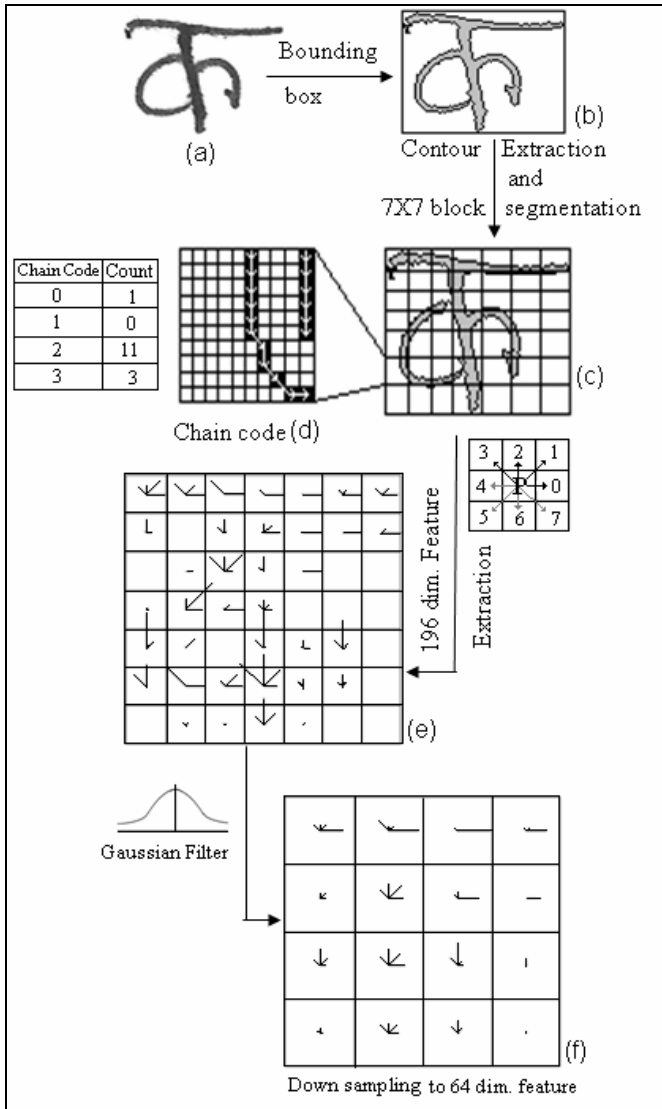 क
Bounding
box
(a)
(b)
Contour Extraction
and
7X7 block segmentation
Chain Code Count
0 1
1 0
2 11
3 3
(c)
Chain code (d)
3 2 1
4 P 0
5 6 7
196 dim. Feature
Extraction
(e)
Gaussian Filter
(f)
Down sampling to 64 dim. feature